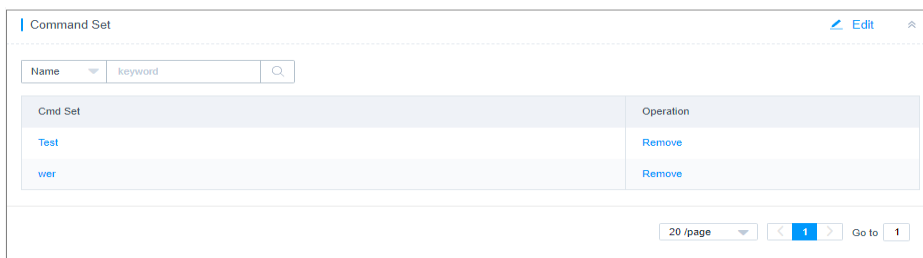 Command Set Edit
Name keyword
Cmd Set Operation
Test Remove
wer Remove
20 /page 1 Go to 1